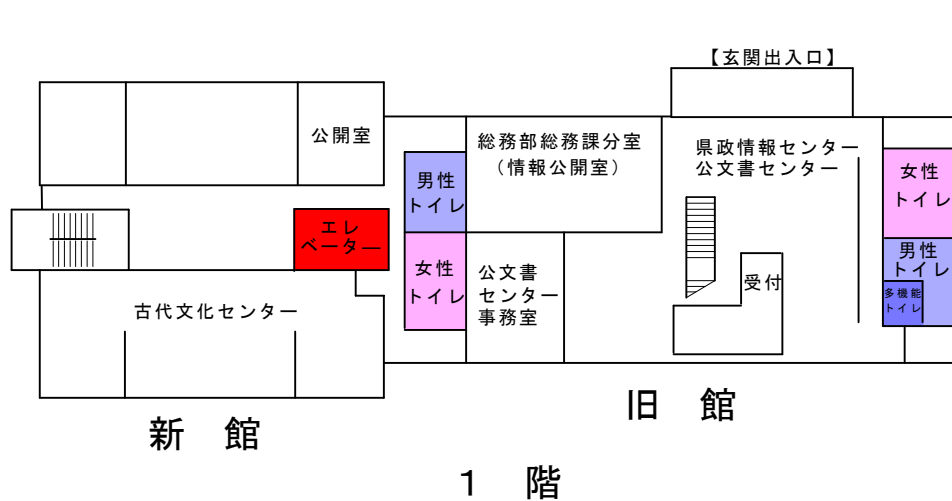 【玄関出入口】
公開室
総務部総務課分室
（情報公開室）
県政情報センター
公文書センター
男性
トイレ
女性
トイレ
エレ
ベーター
女性
トイレ
公文書
センター
事務室
受付
男性
トイレ
多機能
トイレ
古代文化センター
新　館
旧　館
１　階